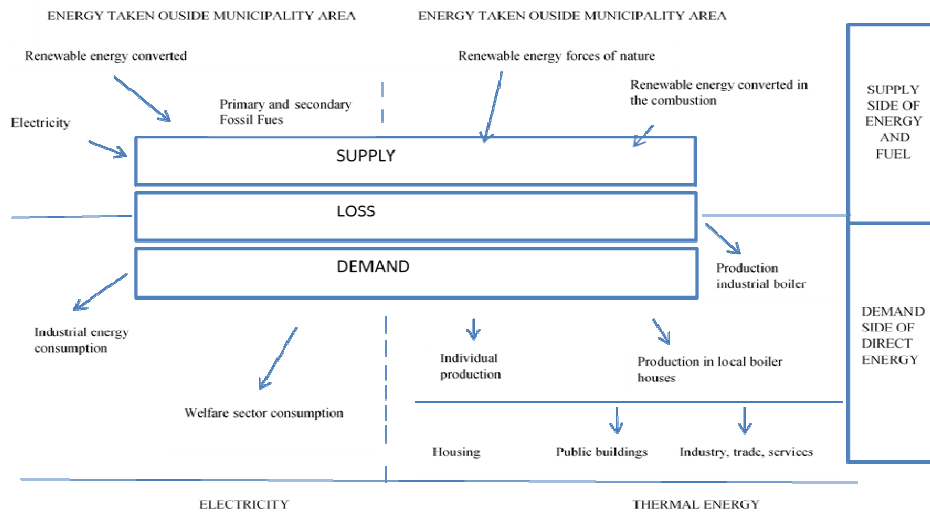 ENERGY TAKEN OUSIDE MUNICIPALITY AREA
ENERGY TAKEN OUSIDE MUNICIPALITY AREA
Renewable energy converted
Renewable energy forces of nature
Renewable energy converted in
the combustion
Primary and secondary
Fossil Fues
Electricity
SUPPLY
SIDE OF
ENERGY
AND
FUEL
SUPPLY
LOSS
DEMAND
Production
industrial boiler
Industrial energy
consumption
Individual
production
Production in local boiler
houses
DEMAND
SIDE OF
DIRECT
ENERGY
Welfare sector consumption
Housing
Public buildings
Industry, trade, services
ELECTRICITY
THERMAL ENERGY